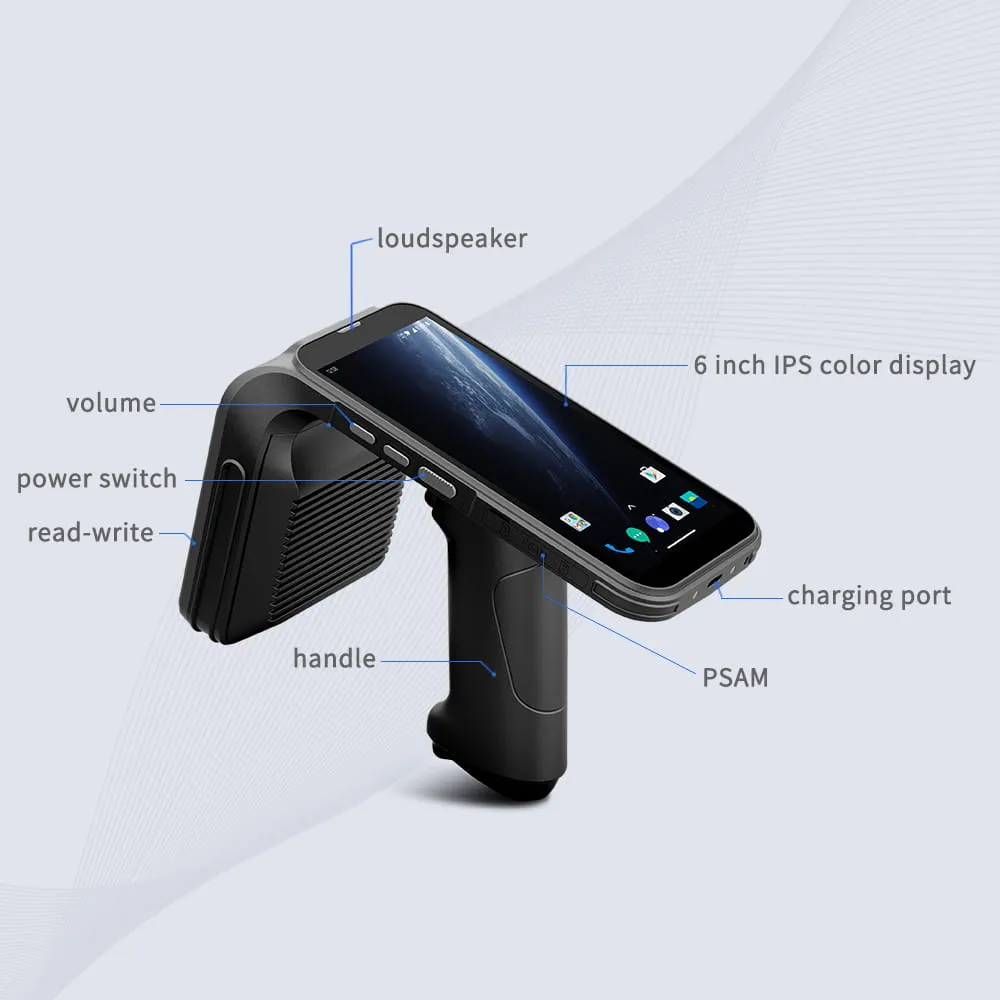 loudspeaker
6 inch IPS color display
volume
power switch
read-write
charging port
handle
PSAM